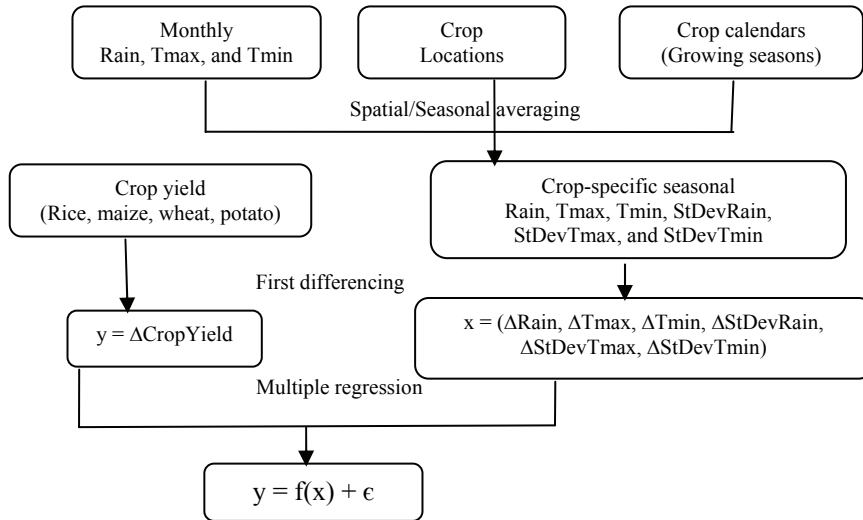 Monthly
Rain, Tmax, and Tmin
Crop
Locations
Crop calendars
(Growing seasons)
Spatial/Seasonal averaging
Crop yield
(Rice, maize, wheat, potato)
Crop-specific seasonal
Rain, Tmax, Tmin, StDevRain,
StDevTmax, and StDevTmin
First differencing
y = ΔCropYield
x = (ΔRain, ΔTmax, ΔTmin, ΔStDevRain,
ΔStDevTmax, ΔStDevTmin)
Multiple regression
y = f(x) + ϵ